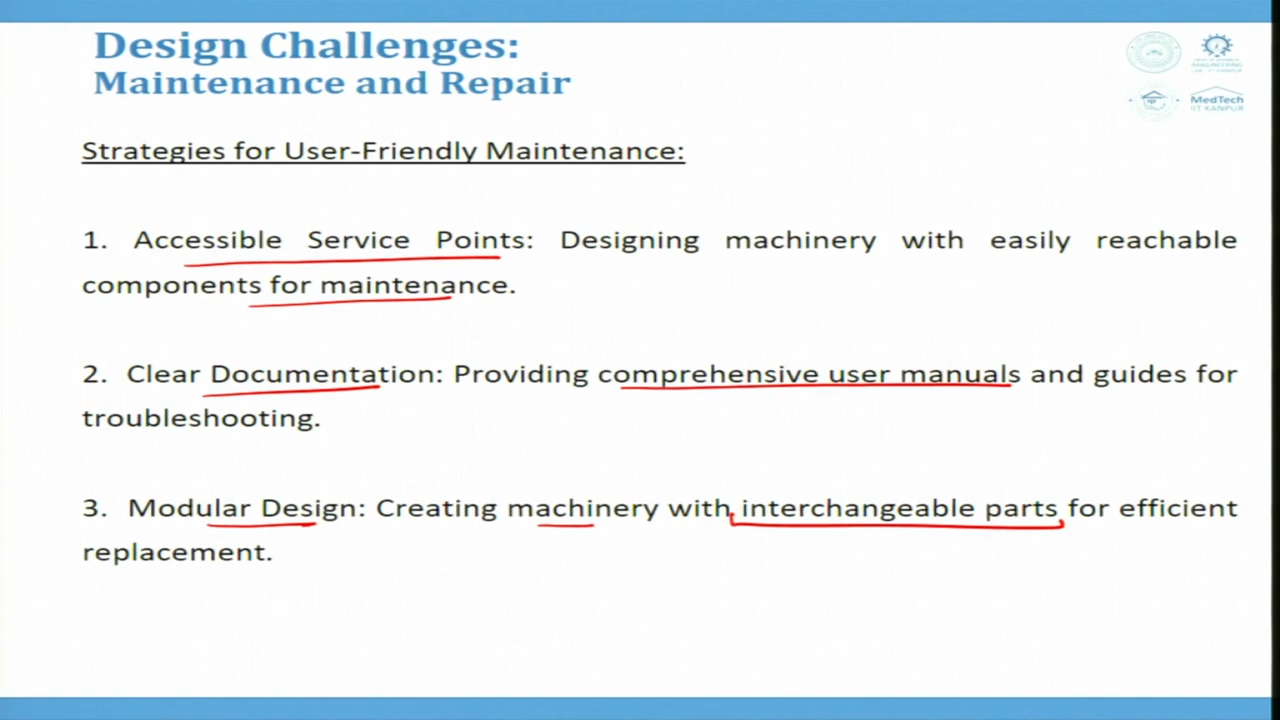 Design Challenges:
Maintenance and Repair
MedTech
IIT KANPUR
Strategies for User-Friendly Maintenance:
1. Accessible Service Points: Designing machinery with easily reachable
components for maintenance.
2. Clear Documentation: Providing comprehensive user manuals and guides for
troubleshooting.
3. Modular Design: Creating machinery with interchangeable parts for efficient
replacement.